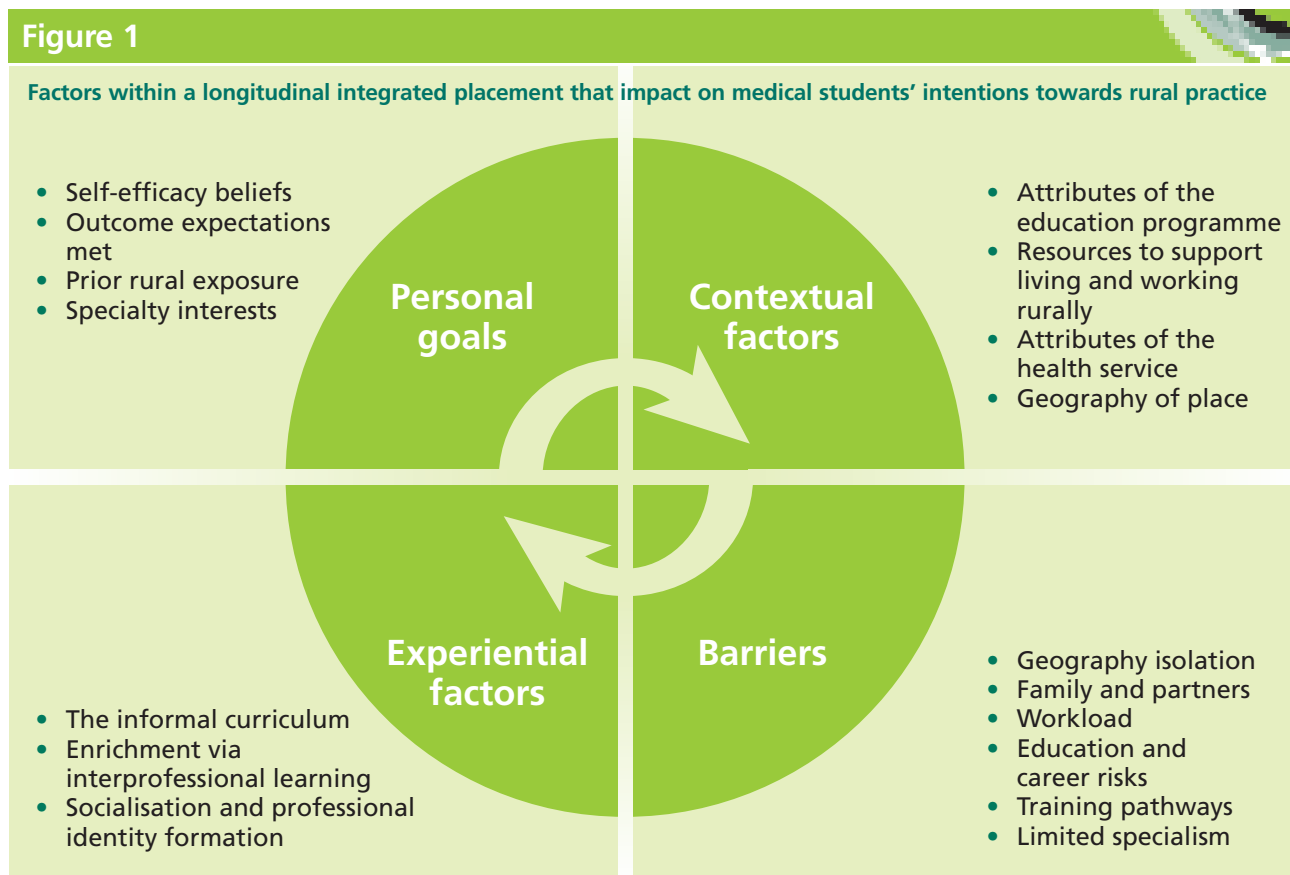 Figure 1
Factors within a longitudinal integrated placement that impact on medical students’ intentions towards rural practice
• Self-efficacy beliefs
• Outcome expectations
met
• Prior rural exposure
• Specialty interests
Personal
goals
Contextual
factors
• Attributes of the
education programme
• Resources to support
living and working
rurally
• Attributes of the
health service
• Geography of place
• The informal curriculum
• Enrichment via
interprofessional learning
• Socialisation and professional
identity formation
Experiential
factors
Barriers
• Geography isolation
• Family and partners
• Workload
• Education and
career risks
• Training pathways
• Limited specialism